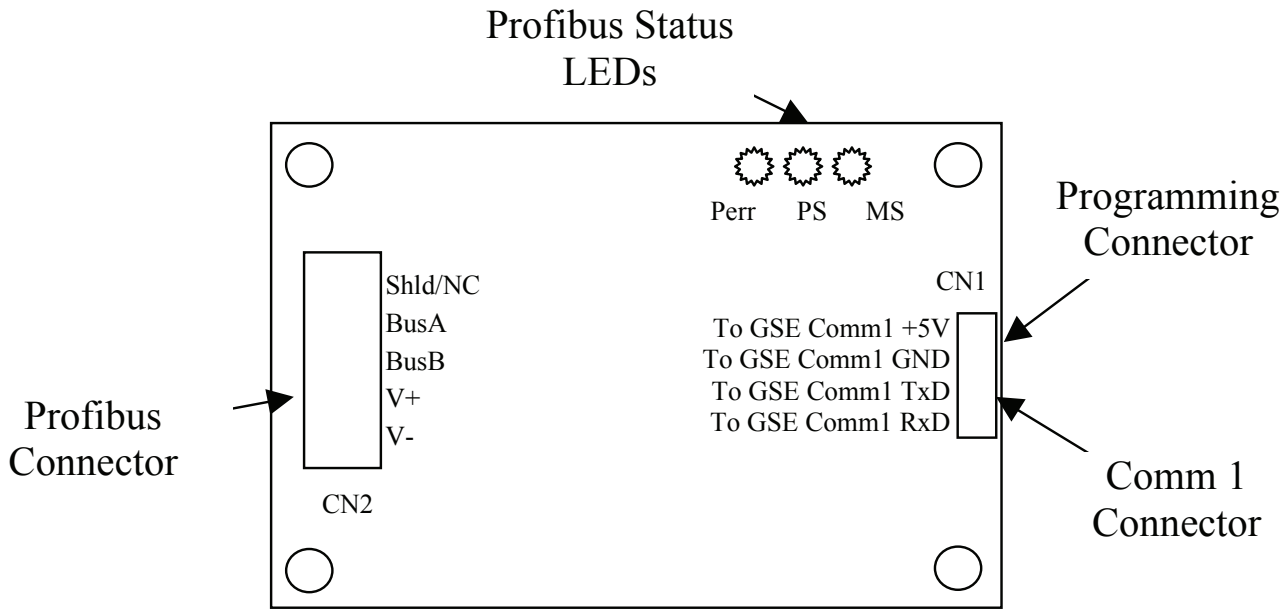 Profibus Status
LEDs
Perr PS MS
Programming
Connector
Shld/NC
BusA
BusB
V+
V-
CN2
CN1
To GSE Comm1 +5V
To GSE Comm1 GND
To GSE Comm1 TxD
To GSE Comm1 RxD
Profibus
Connector
Comm 1
Connector